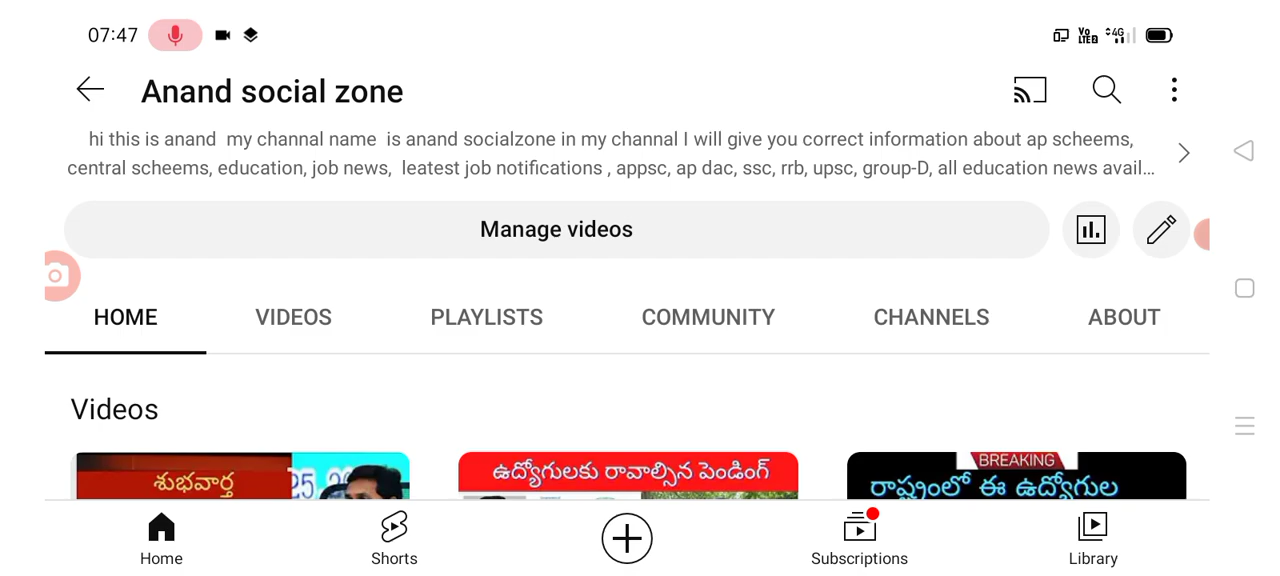 07:47
Vo LTE2 4G
Anand social zone
hi this is anand my channal name is anand socialzone in my channal I will give you correct information about ap scheems,
central scheems, education, job news, leatest job notifications , appsc, ap dac, ssc, rrb, upsc, group-D, all education news avail...
Manage videos
HOME VIDEOS PLAYLISTS COMMUNITY CHANNELS ABOUT
Videos
శుభవార్త
ఉద్యోగులకు రావాల్సిన పెండింగ్
BREAKING
రాష్ట్రంలో ఈ ఉద్యోగుల
Home Shorts Subscriptions Library